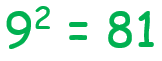 9² = 81